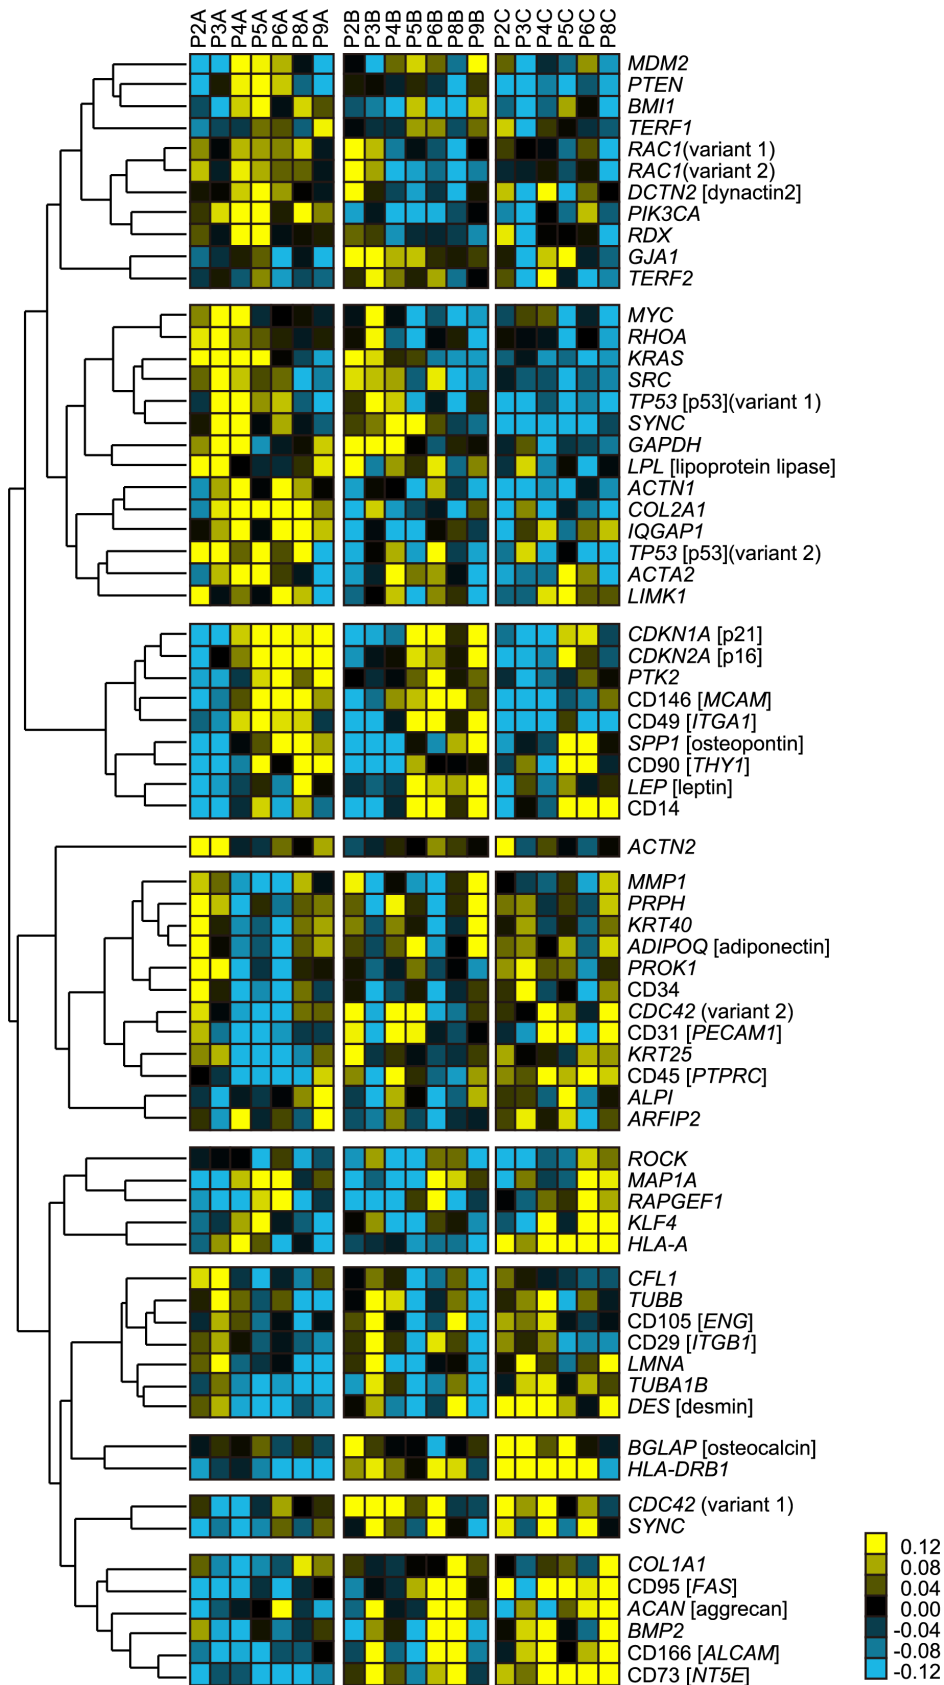 P2A P3A P4A P5A P6A P8A P9A P2B P3B P4B P5B P6B P8B P9B P2C P3C P4C P5C P6C P8C
MDM2
PTEN
BMI1
TERF1
RAC1(variant 1)
RAC1(variant 2)
DCTN2 [dynactin2]
PIK3CA
RDX
GJA1
TERF2
MYC
RHOA
KRAS
SRC
TP53 [p53](variant 1)
SYNC
GAPDH
LPL [lipoprotein lipase]
ACTN1
COL2A1
IQGAP1
TP53 [p53](variant 2)
ACTA2
LIMK1
CDKN1A [p21]
CDKN2A [p16]
PTK2
CD146 [MCAM]
CD49 [ITGA1]
SPP1 [osteopontin]
CD90 [THY1]
LEP [leptin]
CD14
ACTN2
MMP1
PRPH
KRT40
ADIPOQ [adiponectin]
PROK1
CD34
CDC42 (variant 2)
CD31 [PECAM1]
KRT25
CD45 [PTPRC]
ALPI
ARFIP2
ROCK
MAP1A
RAPGEF1
KLF4
HLA-A
CFL1
TUBB
CD105 [ENG]
CD29 [ITGB1]
LMNA
TUBA1B
DES [desmin]
BGLAP [osteocalcin]
HLA-DRB1
CDC42 (variant 1)
SYNC
COL1A1
CD95 [FAS]
ACAN [aggrecan]
BMP2
CD166 [ALCAM]
CD73 [NT5E]
0.12
0.08
0.04
0.00
-0.04
-0.08
-0.12